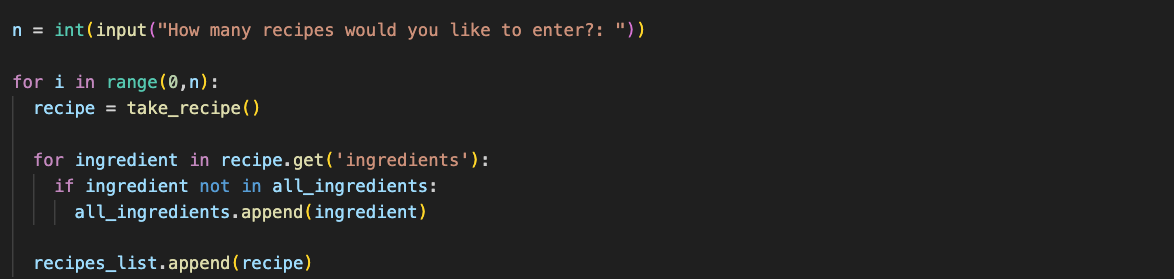 n = int(input("How many recipes would you like to enter?: "))
for i in range(0,n):
  recipe = take_recipe()
  for ingredient in recipe.get('ingredients'):
    if ingredient not in all_ingredients:
      all_ingredients.append(ingredient)
  recipes_list.append(recipe)